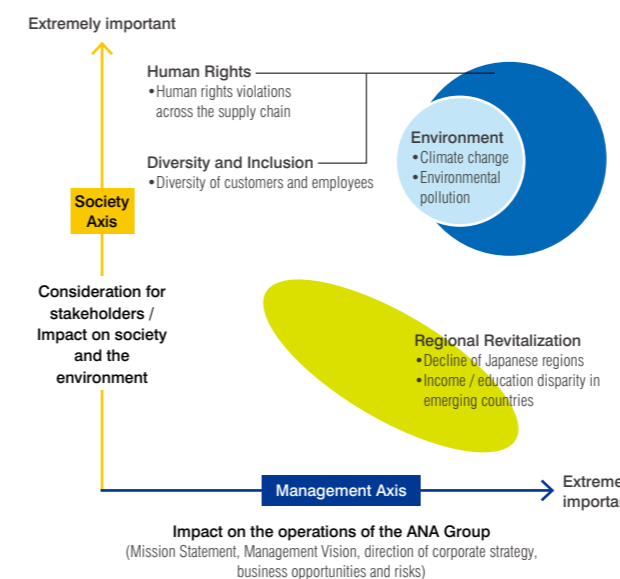 Extremely important
Human Rights
•Human rights violations
across the supply chain
Diversity and Inclusion
•Diversity of customers and employees
Environment
•Climate change
•Environmental
pollution
Society
Axis
Consideration for
stakeholders /
Impact on society
and the
environment
Regional Revitalization
•Decline of Japanese regions
•Income / education disparity in
emerging countries
Management Axis
Extreme
importa
Impact on the operations of the ANA Group
(Mission Statement, Management Vision, direction of corporate strategy,
business opportunities and risks)